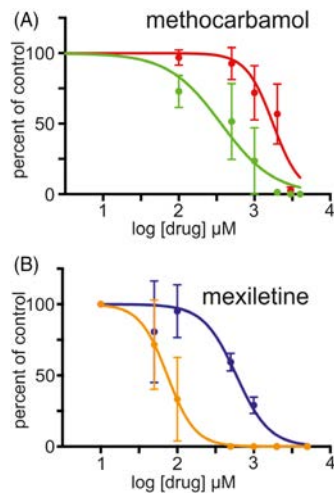 (A)
methocarbamol
percent of control
100
50
0
1
2
3
4
log [drug] μM
(B)
mexiletine
percent of control
100
50
0
1
2
3
4
log [drug] μM